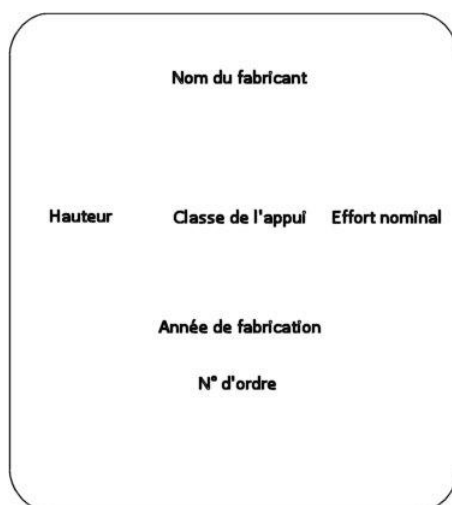 Nom du fabricant
Hauteur Classe de l'appui Effort nominal
Année de fabrication
N° d'ordre